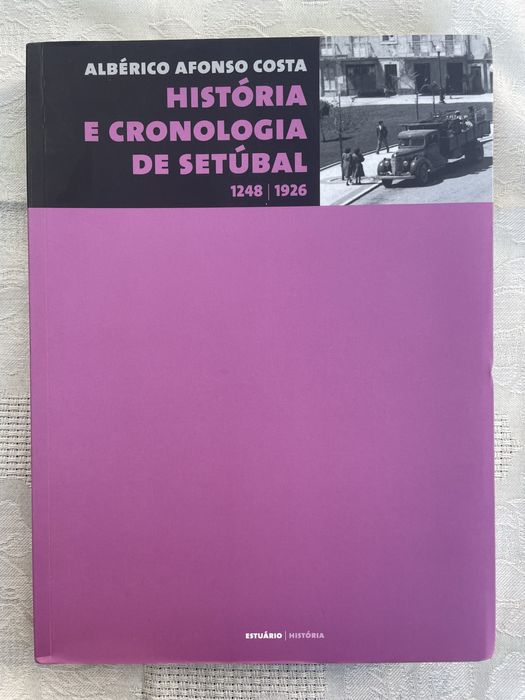 ALBÉRICO AFONSO COSTA
HISTÓRIA
E CRONOLOGIA
DE SETÚBAL
1248 | 1926
ESTUÁRIO | HISTÓRIA